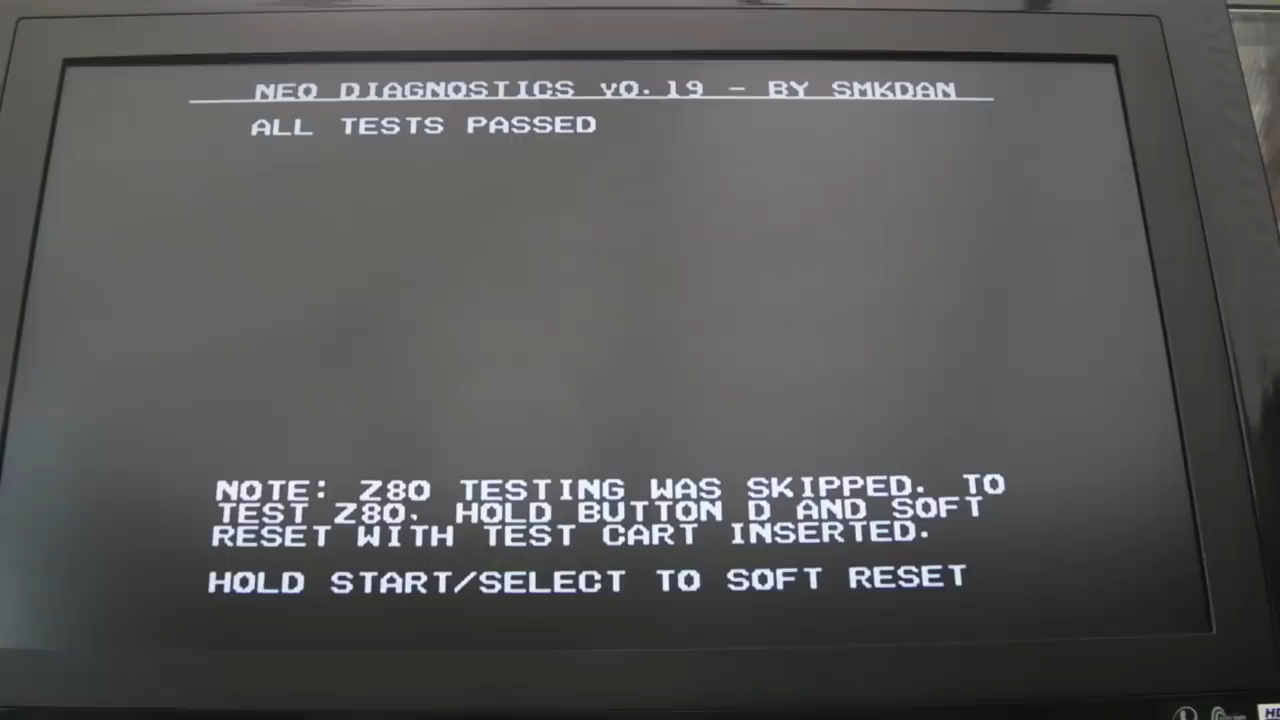 NEO DIAGNOSTICS v0.19 - BY SMKDAN
ALL TESTS PASSED
NOTE: Z80 TESTING WAS SKIPPED. TO
TEST Z80, HOLD BUTTON D AND SOFT
RESET WITH TEST CART INSERTED.
HOLD START/SELECT TO SOFT RESET